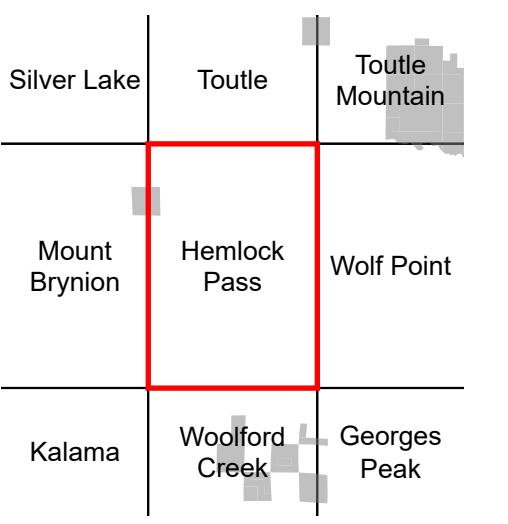 Silver Lake
Toutle
Toutle
Mountain
Mount
Brynion
Hemlock
Pass
Wolf Point
Kalama
Woolford
Creek
Georges
Peak